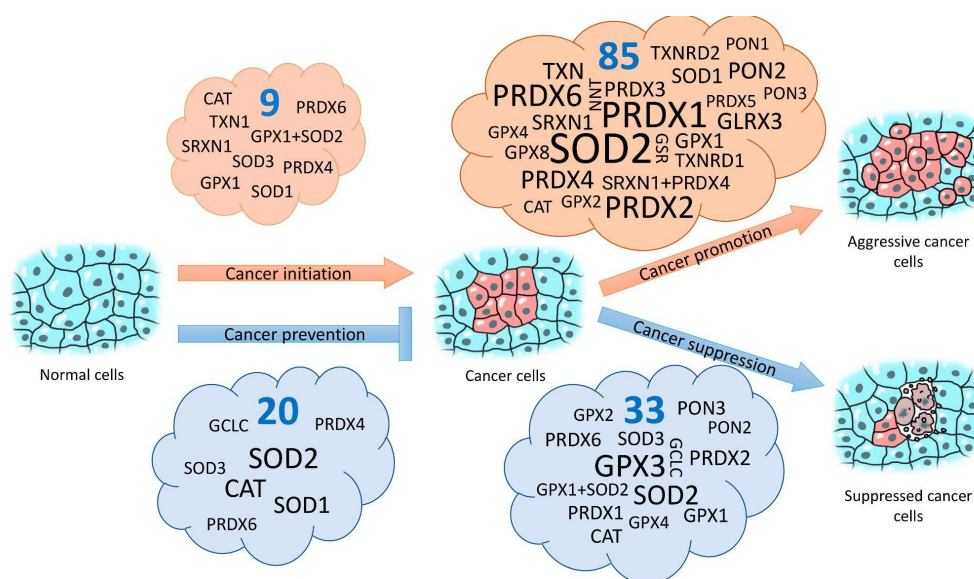 9
CAT
PRDX6
TXN1
GPX1+SOD2
SRXN1
SOD3
PRDX4
GPX1
SOD1
85
TXNRD2
PON1
TXN
SOD1
PON2
PRDX6
TNN
PRDX3
PON3
PRDX1
PRDX5
SRXN1
GLRX3
GPX4
SOD2
GSR
GPX1
GPX8
TXNRD1
PRDX4
SRXN1+PRDX4
CAT
GPX2
PRDX2
Normal cells
Cancer initiation
Cancer prevention
Cancer cells
Cancer promotion
Cancer suppression
Aggressive cancer
cells
Suppressed cancer
cells
20
GCLC
PRDX4
SOD3
SOD2
CAT
SOD1
PRDX6
33
GPX2
PON3
PON2
PRDX6
SOD3
GCLC
GPX3
PRDX2
GPX1+SOD2
SOD2
PRDX1
GPX4
GPX1
CAT